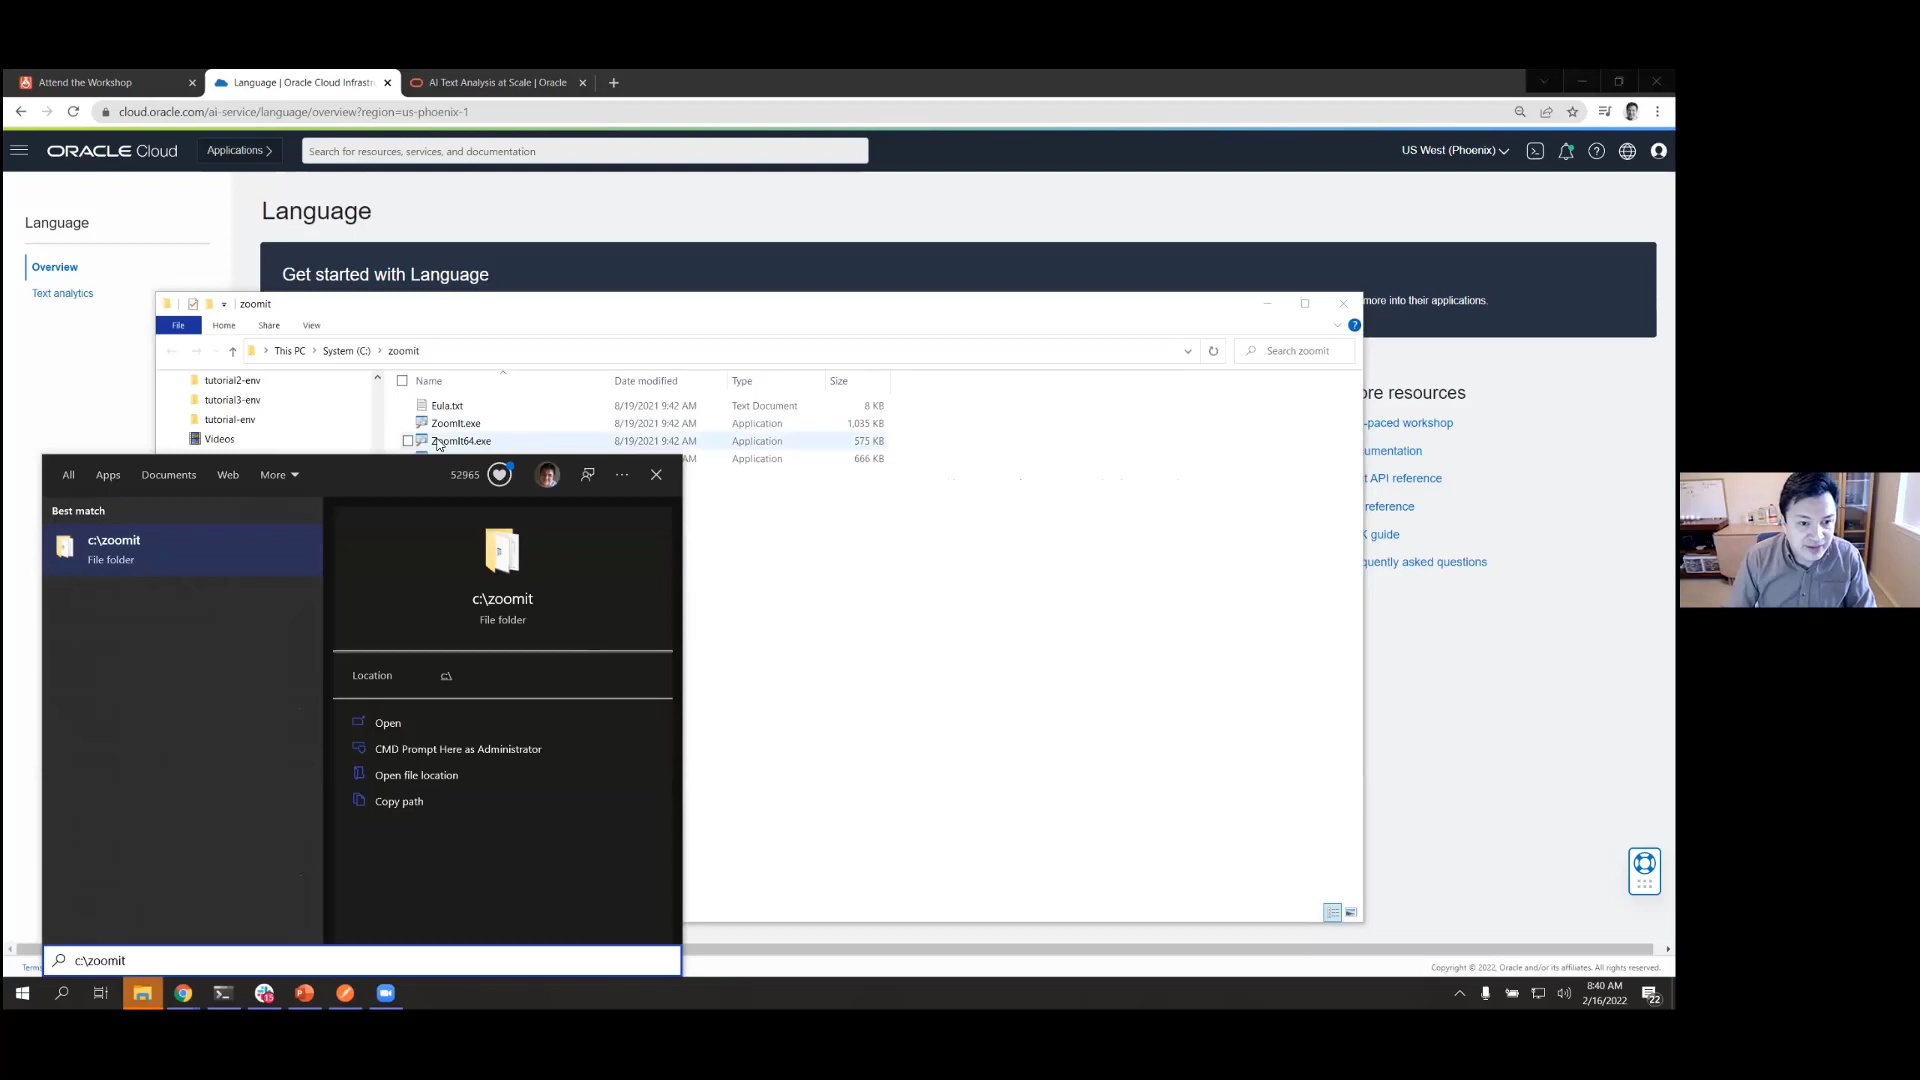 Attend the Workshop
Language | Oracle Cloud Infrastr
AI Text Analysis at Scale | Oracle
cloud.oracle.com/ai-service/language/overview?region=us-phoenix-1
ORACLE Cloud
Applications
Search for resources, services, and documentation
US West (Phoenix)
Language
Overview
Text analytics
Language
Get started with Language
more into their applications.
zoomit
File
Home
Share
View
This PC
System (C:)
zoomit
Search zoomit
tutorial2-env
tutorial3-env
tutorial-env
Videos
Name
Date modified
Type
Size
Eula.txt
8/19/2021 9:42 AM
Text Document
8 KB
ZoomIt.exe
8/19/2021 9:42 AM
Application
1,035 KB
ZoomIt64.exe
8/19/2021 9:42 AM
Application
575 KB
AM
Application
666 KB
ore resources
-paced workshop
umentation
t API reference
reference
K guide
quently asked questions
All
Apps
Documents
Web
More
52965
Best match
c:\zoomit
File folder
c:\zoomit
File folder
Location
c:\
Open
CMD Prompt Here as Administrator
Open file location
Copy path
c:\zoomit
Terms
Copyright © 2022, Oracle and/or its affiliates. All rights reserved.
15
8:40 AM
2/16/2022
22